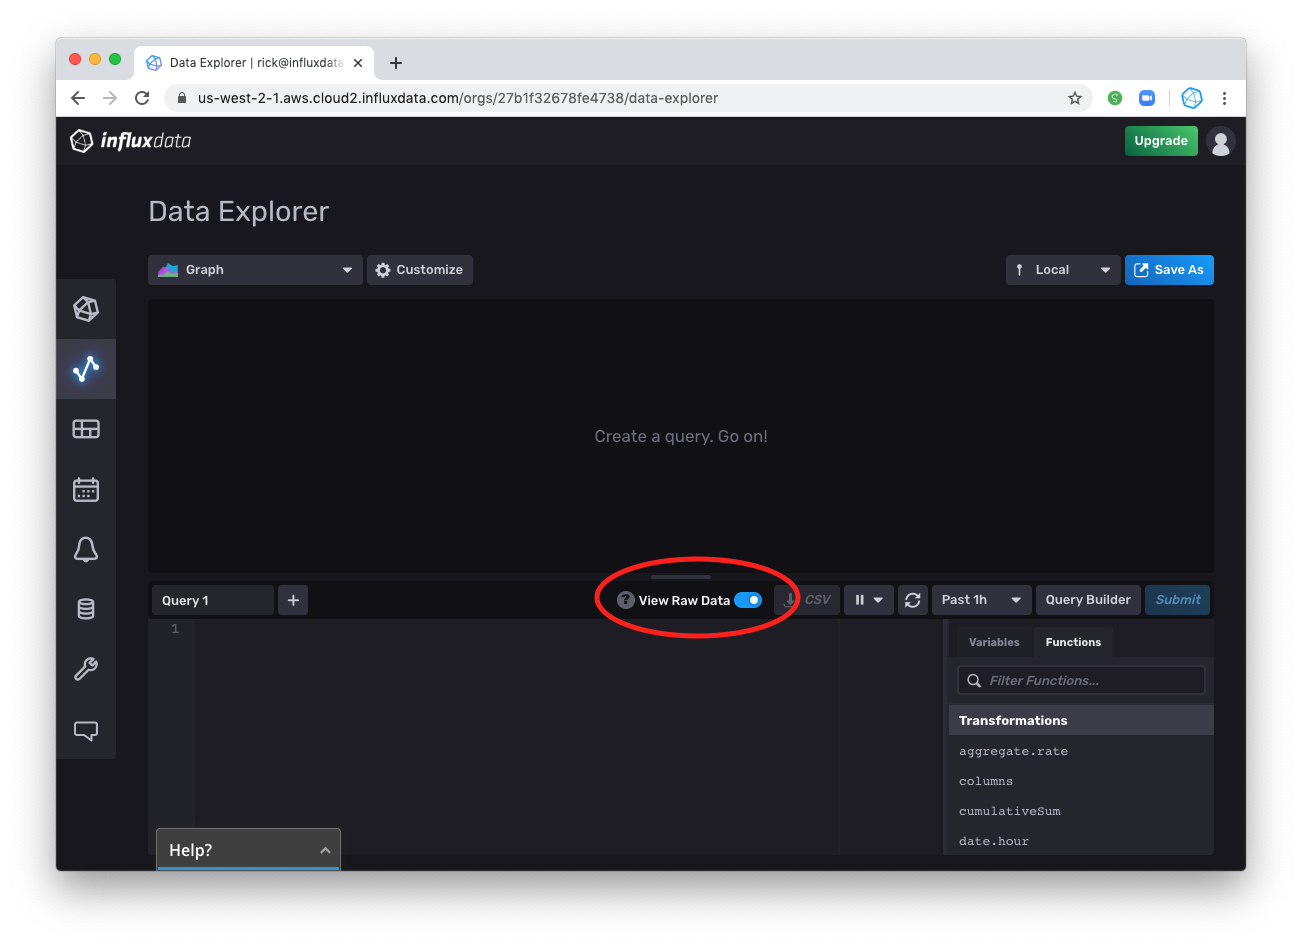 Data Explorer | rick@influxdata
us-west-2-1.aws.cloud2.influxdata.com/orgs/27b1f32678fe4738/data-explorer
S
influxdata
Upgrade
Data Explorer
Graph
Customize
Local
Save As
Create a query. Go on!
Query 1
+
? View Raw Data
CSV
Past 1h
Query Builder
Submit
1
Variables
Functions
Filter Functions...
Transformations
aggregate.rate
columns
cumulativeSum
date.hour
Help?